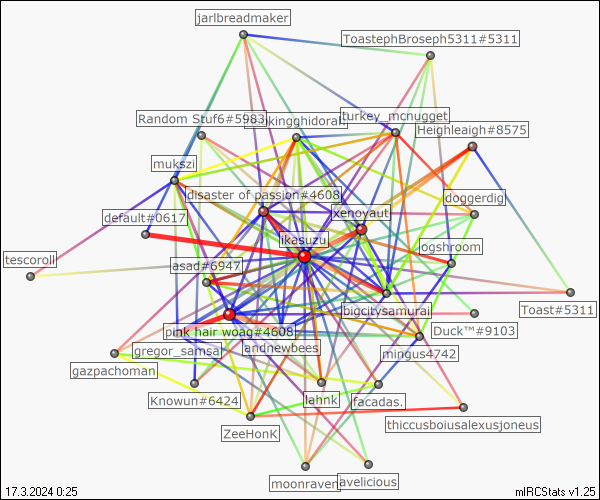 jarlbreadmaker
ToastephBroseph5311#5311
Random Stuf6#5983
kingghidorah
turkey_mcnugget
Heighleaigh#8575
mukszi
disaster of passion#4608
doggerdig
default#0617
xenoyaut
ikasuzu
ogshroom
tescoroll
asad#6947
bigcitysamurai
Toast#5311
pink hair woag#4608
Duck™#9103
gregor_samsa
andnewbees
mingus4742
gazpachoman
Knowun#6424
lahnk
facadas.
ZeeHonK
thiccusboiusalexusjoneus
moonraven
avelicious
17.3.2024 0:25
mIRCStats v1.25